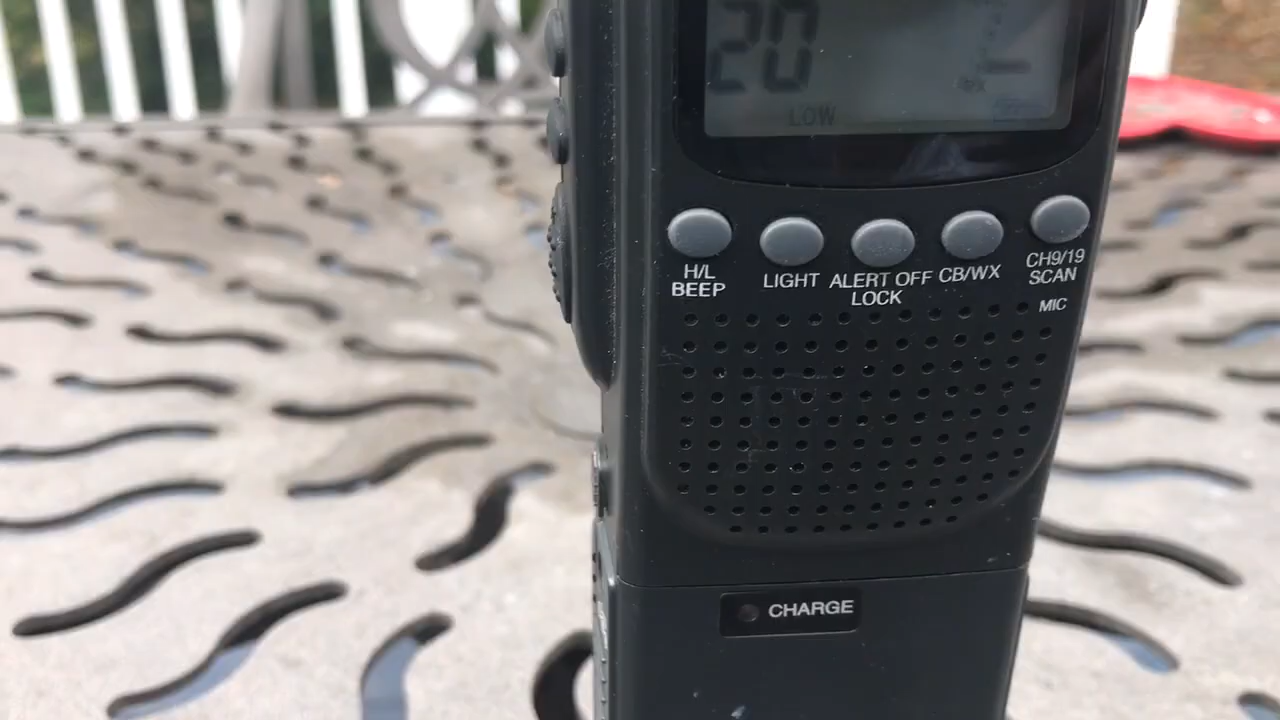 20
LOW
H/L
BEEP
LIGHT
ALERT OFF
LOCK
CB/WX
CH9/19
SCAN
MIC
CHARGE